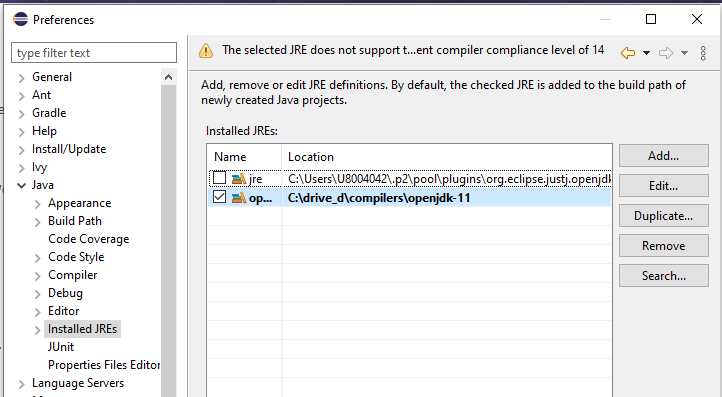 Preferences
type filter text
The selected JRE does not support t...ent compiler compliance level of 14
General
Ant
Gradle
Help
Install/Update
Ivy
Java
Appearance
Build Path
Code Coverage
Code Style
Compiler
Debug
Editor
Installed JREs
JUnit
Properties Files Editor
Language Servers
Add, remove or edit JRE definitions. By default, the checked JRE is added to the build path of
newly created Java projects.
Installed JREs:
Name Location
jre C:\Users\U8004042\.p2\pool\plugins\org.eclipse.justj.openjdk
op... C:\drive_d\compilers\openjdk-11
Add...
Edit...
Duplicate...
Remove
Search...